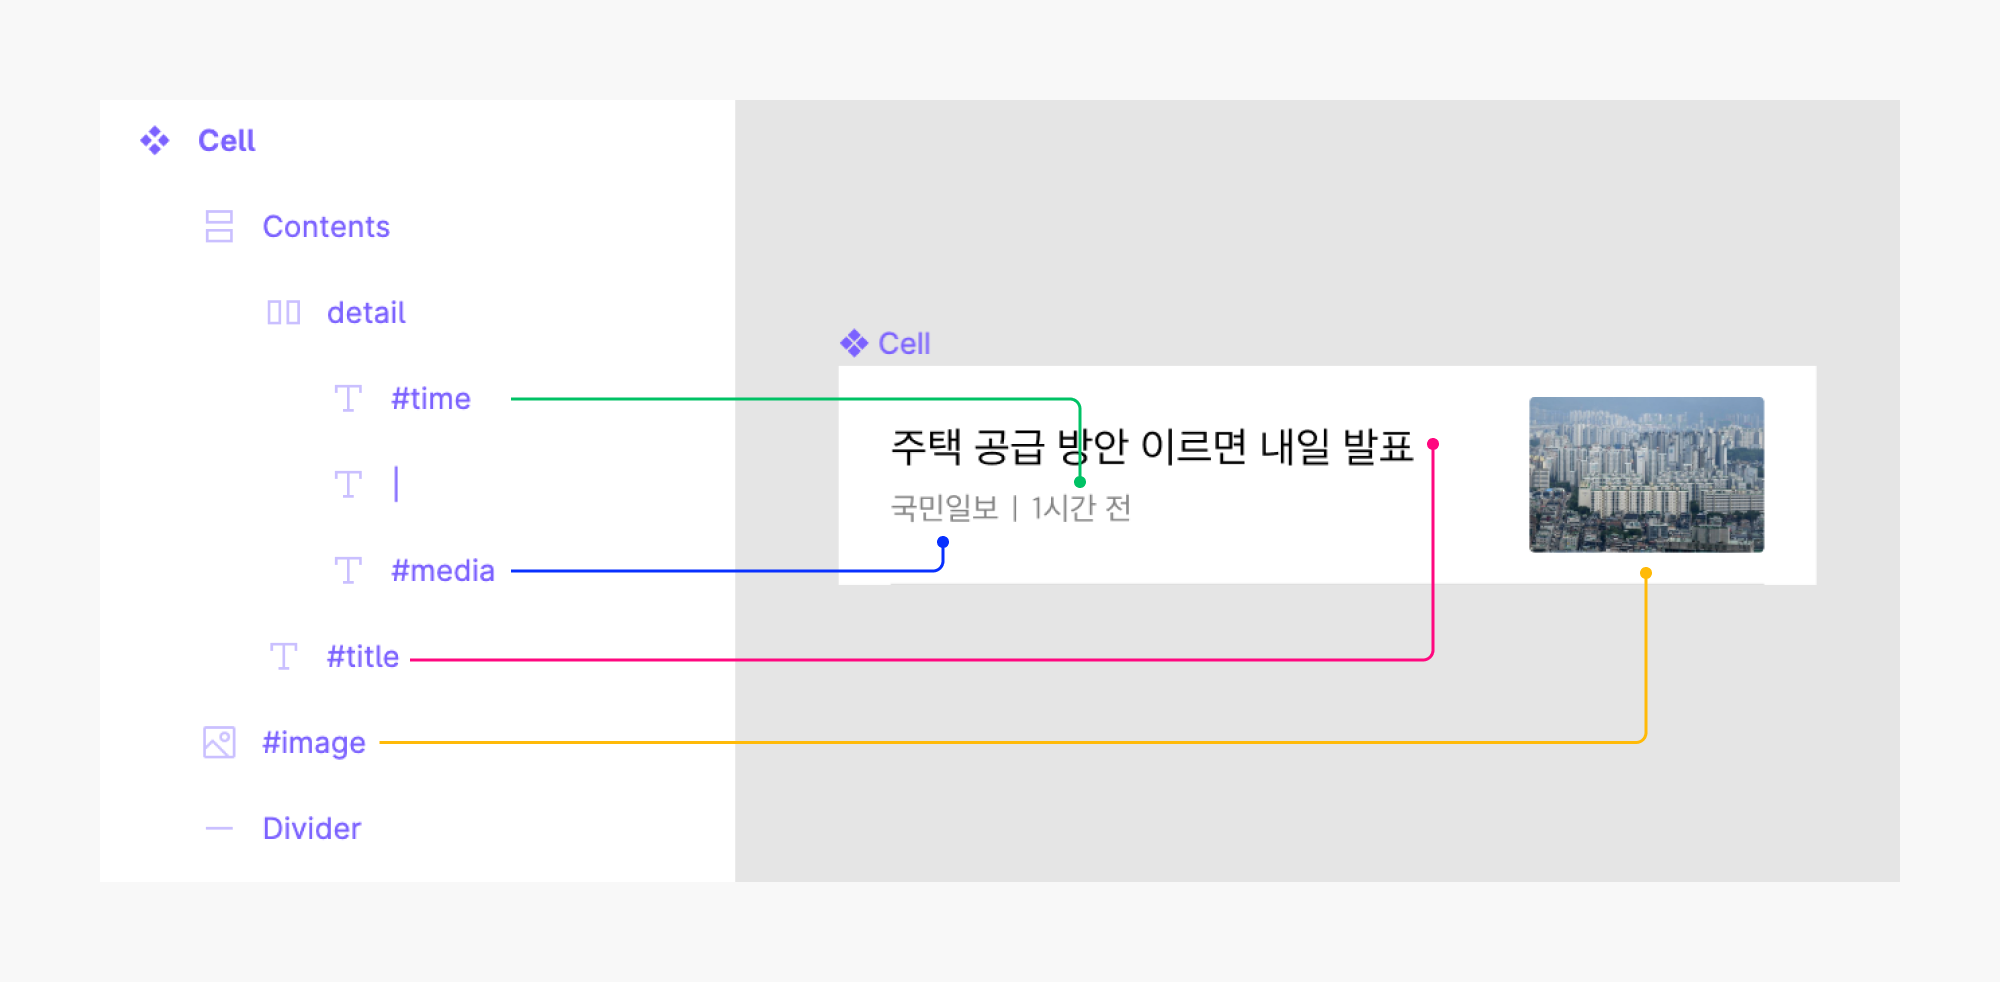 Cell
Contents
detail
#time
|
#media
#title
#image
Divider
Cell
주택 공급 방안 이르면 내일 발표
국민일보 | 1시간 전